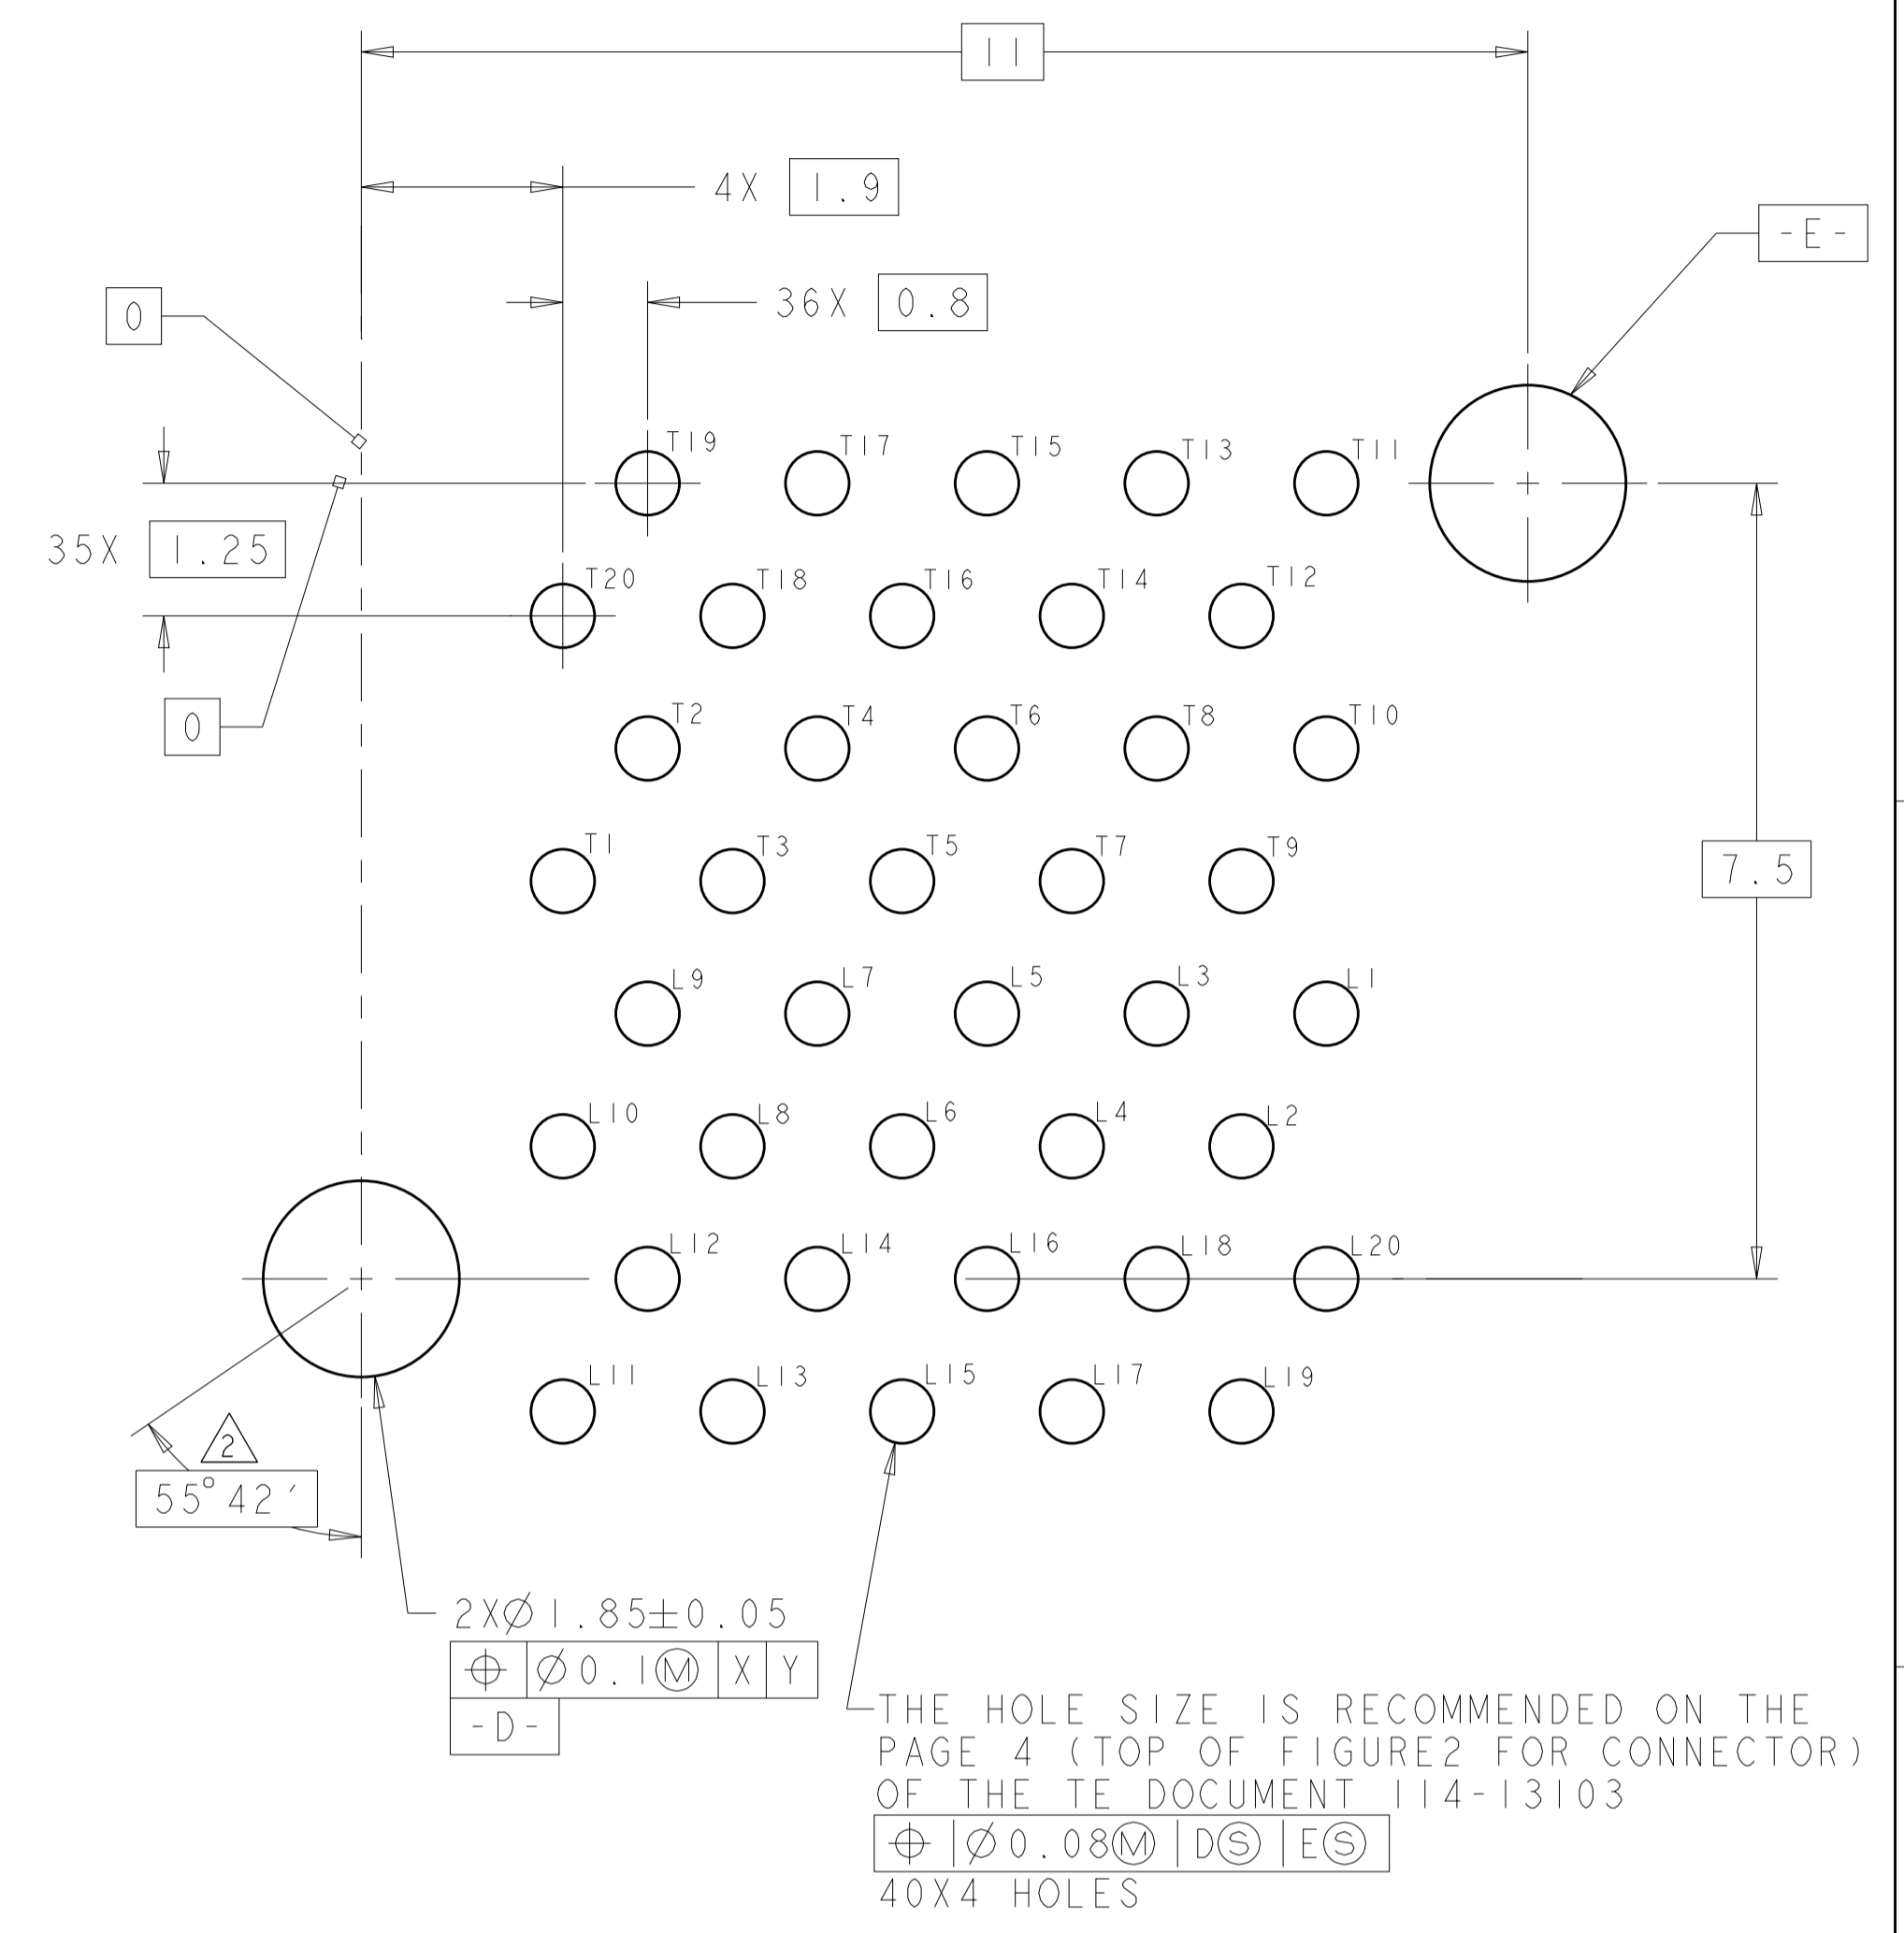 11
4X 1.9
-E-
36X 0.8
0
T19 T17 T15 T13 T11
35X 1.25
T20 T18 T16 T14 T12
0
T2 T4 T6 T8 T10
T1 T3 T5 T7 T9
7.5
L9 L7 L5 L3 L1
L10 L8 L6 L4 L2
L12 L14 L16 L18 L20
L11 L13 L15 L17 L19
2
55°42′
2X⌀1.85±0.05
⌖ ⌀0.1Ⓜ X Y
-D-
THE HOLE SIZE IS RECOMMENDED ON THE
PAGE 4 (TOP OF FIGURE2 FOR CONNECTOR)
OF THE TE DOCUMENT 114-13103
⌖ ⌀0.08Ⓜ DⓈ EⓈ
40X4 HOLES